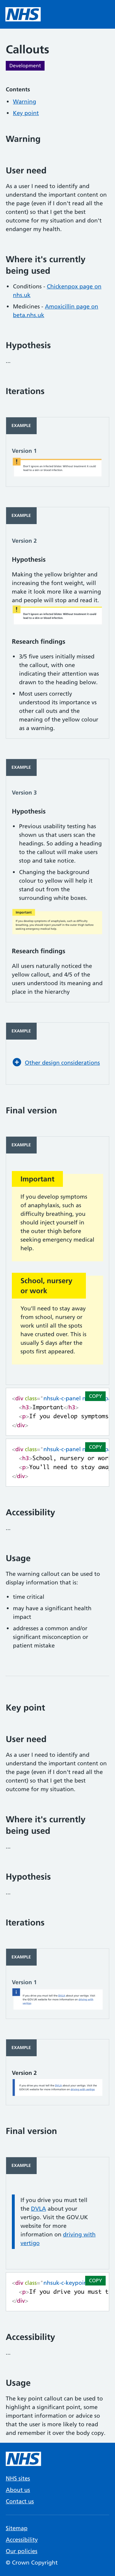 NHS
Callouts
Development
Contents
Warning
Key point
Warning
User need
As a user I need to identify and
understand the important content
on the page (even if I don't read all the
content) so that I get the best
outcome for my situation and don't
endanger my health.
Where it's currently
being used
Conditions - Chickenpox page on
nhs.uk
Medicines - Amoxicillin page on
beta.nhs.uk
Hypothesis
...
Iterations
EXAMPLE
Version 1
EXAMPLE
Version 2
Hypothesis
Making the yellow brighter and
increasing the font weight, will
make it look more like a warning
and people will stop and read it.
Research findings
3/5 five users initially missed
the callout, with one
indicating their attention was
drawn to the heading below.
Most users correctly
understood its importance vs
other call outs and the
meaning of the yellow colour
as a warning.
EXAMPLE
Version 3
Hypothesis
Previous usability testing has
shown us that users scan the
headings. So adding a heading
to the callout will make users
stop and take notice.
Changing the background
colour to yellow will help it
stand out from the
surrounding white boxes.
Important
Research findings
All users naturally noticed the
yellow callout, and 4/5 of the
users understood its meaning and
place in the hierarchy
EXAMPLE
Other design considerations
Final version
EXAMPLE
Important
If you develop symptoms
of anaphylaxis, such as
difficulty breathing, you
should inject yourself in
the outer thigh before
seeking emergency medical
help.
School, nursery
or work
You'll need to stay away
from school, nursery or
work until all the spots
have crusted over. This is
usually 5 days after the
spots first appeared.
COPY
<div class="nhsuk-c-panel
<h3>Important</h3>
<p>If you develop symptoms
</div>
COPY
<div class="nhsuk-c-panel
<h3>School, nursery or
<p>You'll need to stay
</div>
Accessibility
...
Usage
The warning callout can be used to
display information that is:
time critical
may have a significant health
impact
addresses a common and/or
significant misconception or
patient mistake
Key point
User need
As a user I need to identify and
understand the important content
on the page (even if I don't read all the
content) so that I get the best
outcome for my situation.
Where it's currently
being used
...
Hypothesis
...
Iterations
EXAMPLE
Version 1
EXAMPLE
Version 2
Final version
EXAMPLE
If you drive you must tell
the DVLA about your
vertigo. Visit the GOV.UK
website for more
information on driving with
vertigo
COPY
<div class="nhsuk-c-keypoi
<p>If you drive you must
</div>
Accessibility
...
Usage
The key point callout can be used to
highlight a significant point, some
important information or advice so
that the user is more likely to read
and remember it over the body copy.
NHS
NHS sites
About us
Contact us
Sitemap
Accessibility
Our policies
© Crown Copyright